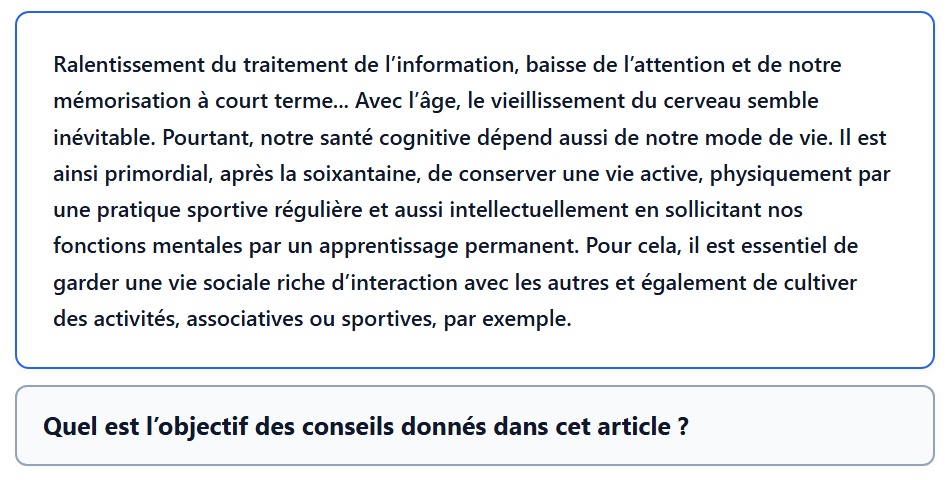 Ralentissement du traitement de l’information, baisse de l’attention et de notre
mémorisation à court terme... Avec l’âge, le vieillissement du cerveau semble
inévitable. Pourtant, notre santé cognitive dépend aussi de notre mode de vie. Il est
ainsi primordial, après la soixantaine, de conserver une vie active, physiquement par
une pratique sportive régulière et aussi intellectuellement en sollicitant nos
fonctions mentales par un apprentissage permanent. Pour cela, il est essentiel de
garder une vie sociale riche d’interaction avec les autres et également de cultiver
des activités, associatives ou sportives, par exemple.
Quel est l’objectif des conseils donnés dans cet article ?